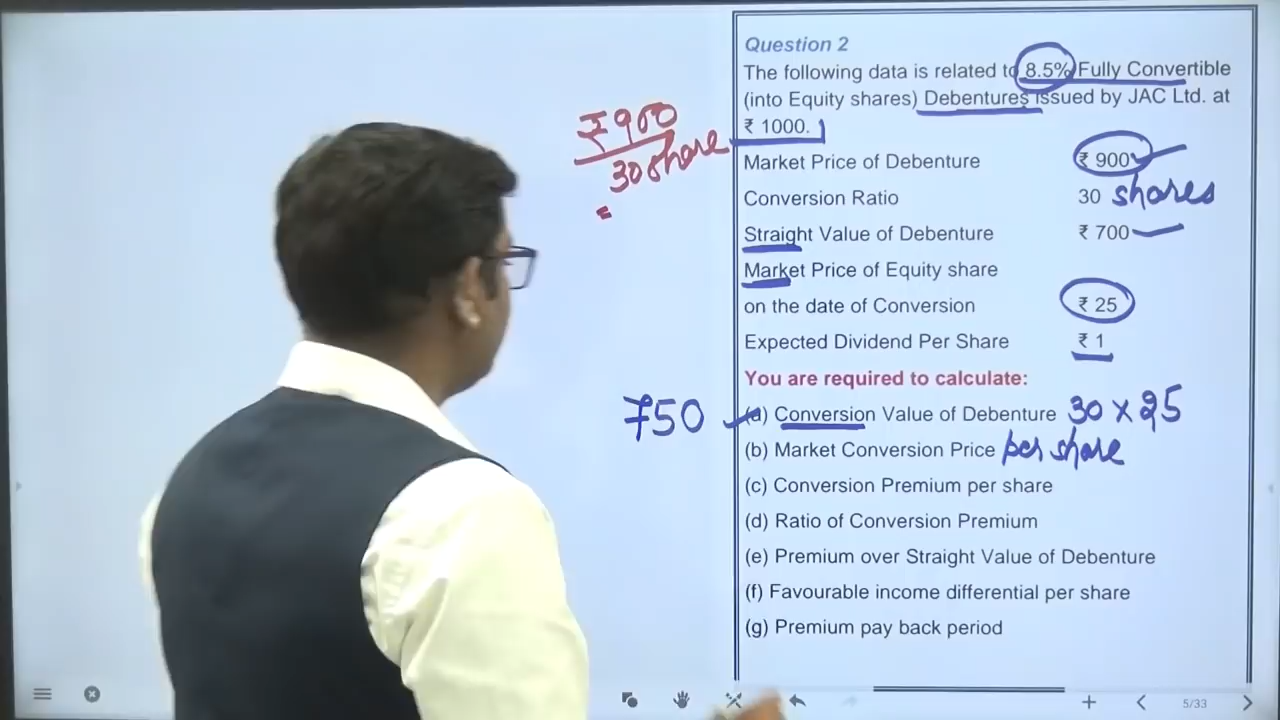 Question 2
The following data is related to 8.5% Fully Convertible
(into Equity shares) Debentures issued by JAC Ltd. at
₹ 1000.
Market Price of Debenture ₹ 900
Conversion Ratio 30 shares
Straight Value of Debenture ₹ 700
Market Price of Equity share
on the date of Conversion ₹ 25
Expected Dividend Per Share ₹ 1
You are required to calculate:
(a) Conversion Value of Debenture 30 × 25
(b) Market Conversion Price per share
(c) Conversion Premium per share
(d) Ratio of Conversion Premium
(e) Premium over Straight Value of Debenture
(f) Favourable income differential per share
(g) Premium pay back period
₹900
30 share
=
750
5/33